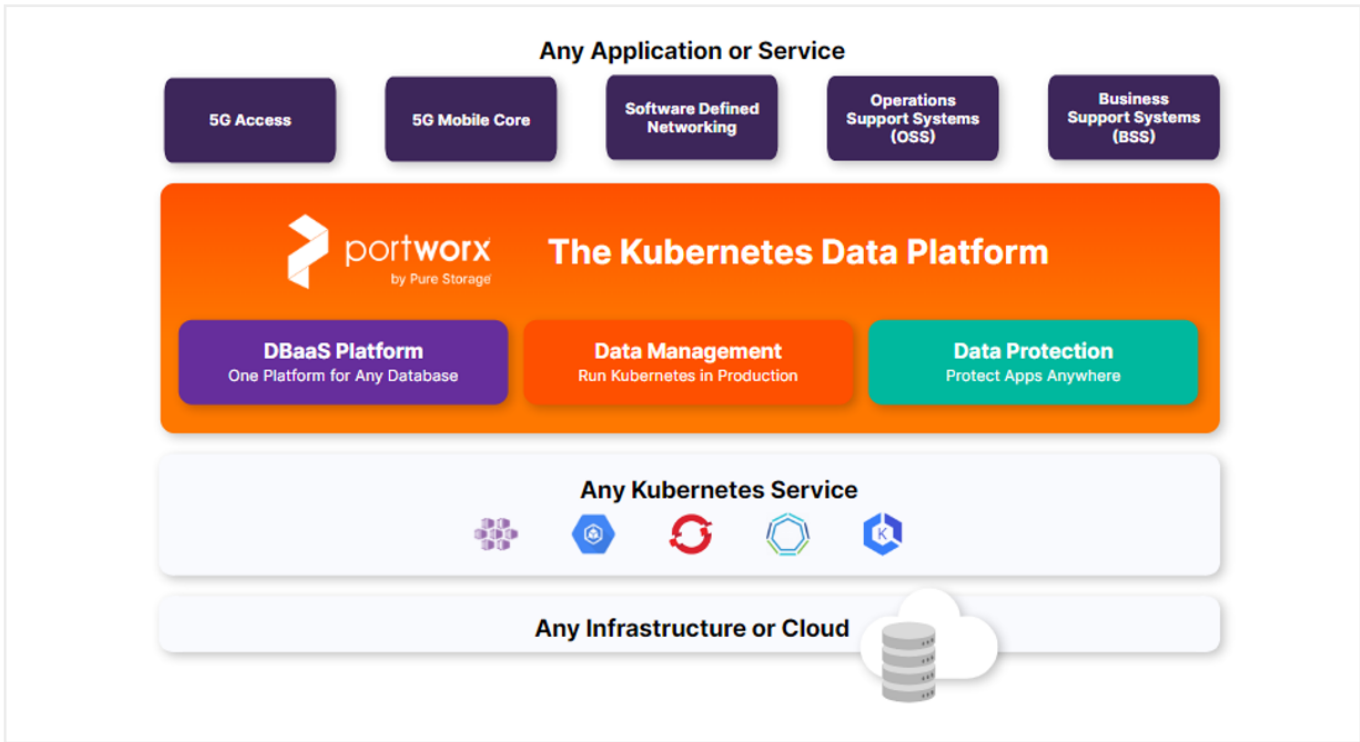 Any Application or Service
5G Access
5G Mobile Core
Software Defined
Networking
Operations
Support Systems
(OSS)
Business
Support Systems
(BSS)
portworx
by Pure Storage
The Kubernetes Data Platform
DBaaS Platform
One Platform for Any Database
Data Management
Run Kubernetes in Production
Data Protection
Protect Apps Anywhere
Any Kubernetes Service
K
Any Infrastructure or Cloud